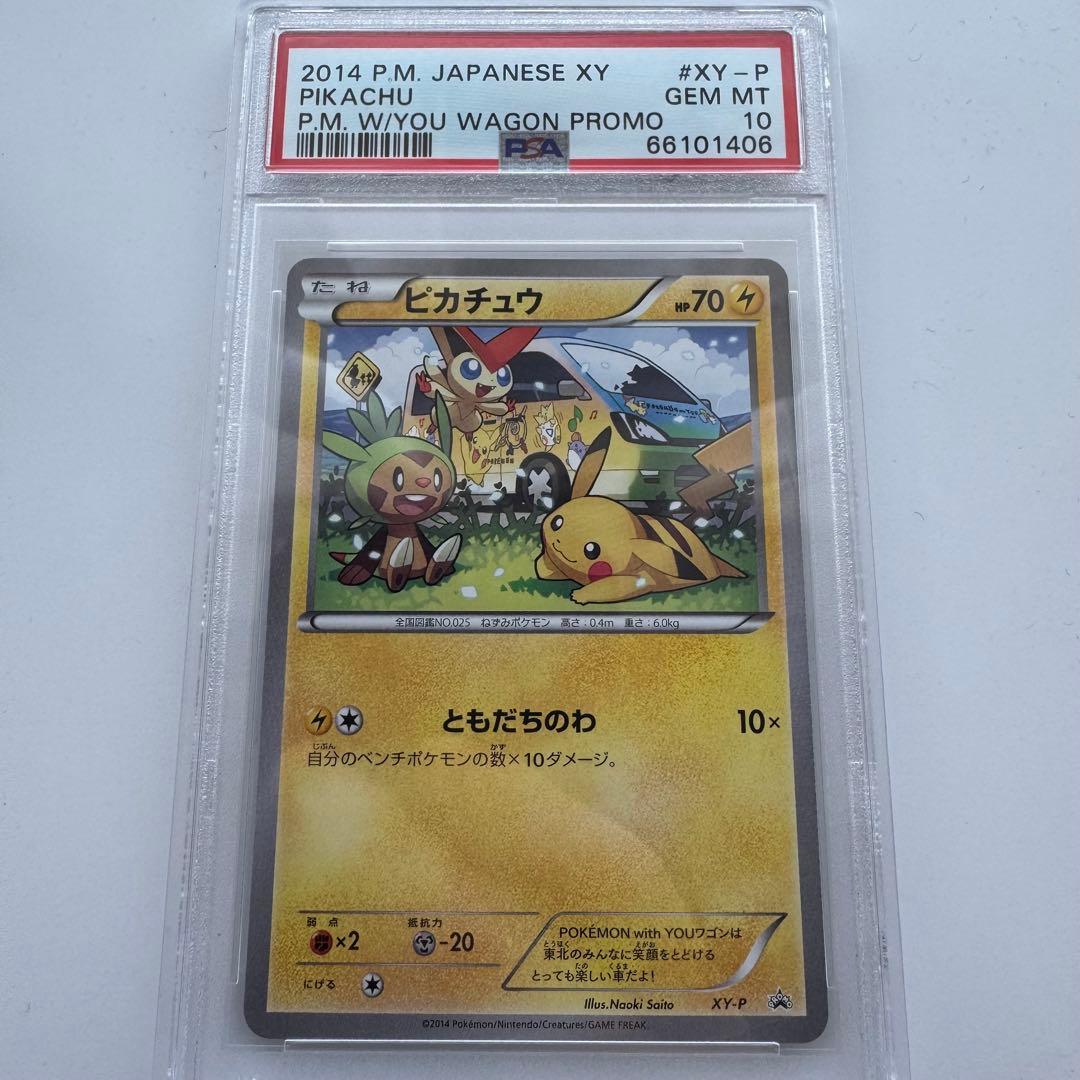 2014 P.M. JAPANESE XY #XY-P
PIKACHU GEM MT
P.M. W/YOU WAGON PROMO 10
PSA 66101406
たね ピカチュウ HP70
POKÉMON
全国図鑑NO.025 ねずみポケモン 高さ:0.4m 重さ:6.0kg
ともだちのわ 10×
自分のベンチポケモンの数×10ダメージ。
弱点 抵抗力
×2 -20
にげる
POKÉMON with YOUワゴンは
東北のみんなに笑顔をとどける
とっても楽しい車だよ!
Illus.Naoki Saito XY-P
©2014 Pokémon/Nintendo/Creatures/GAME FREAK